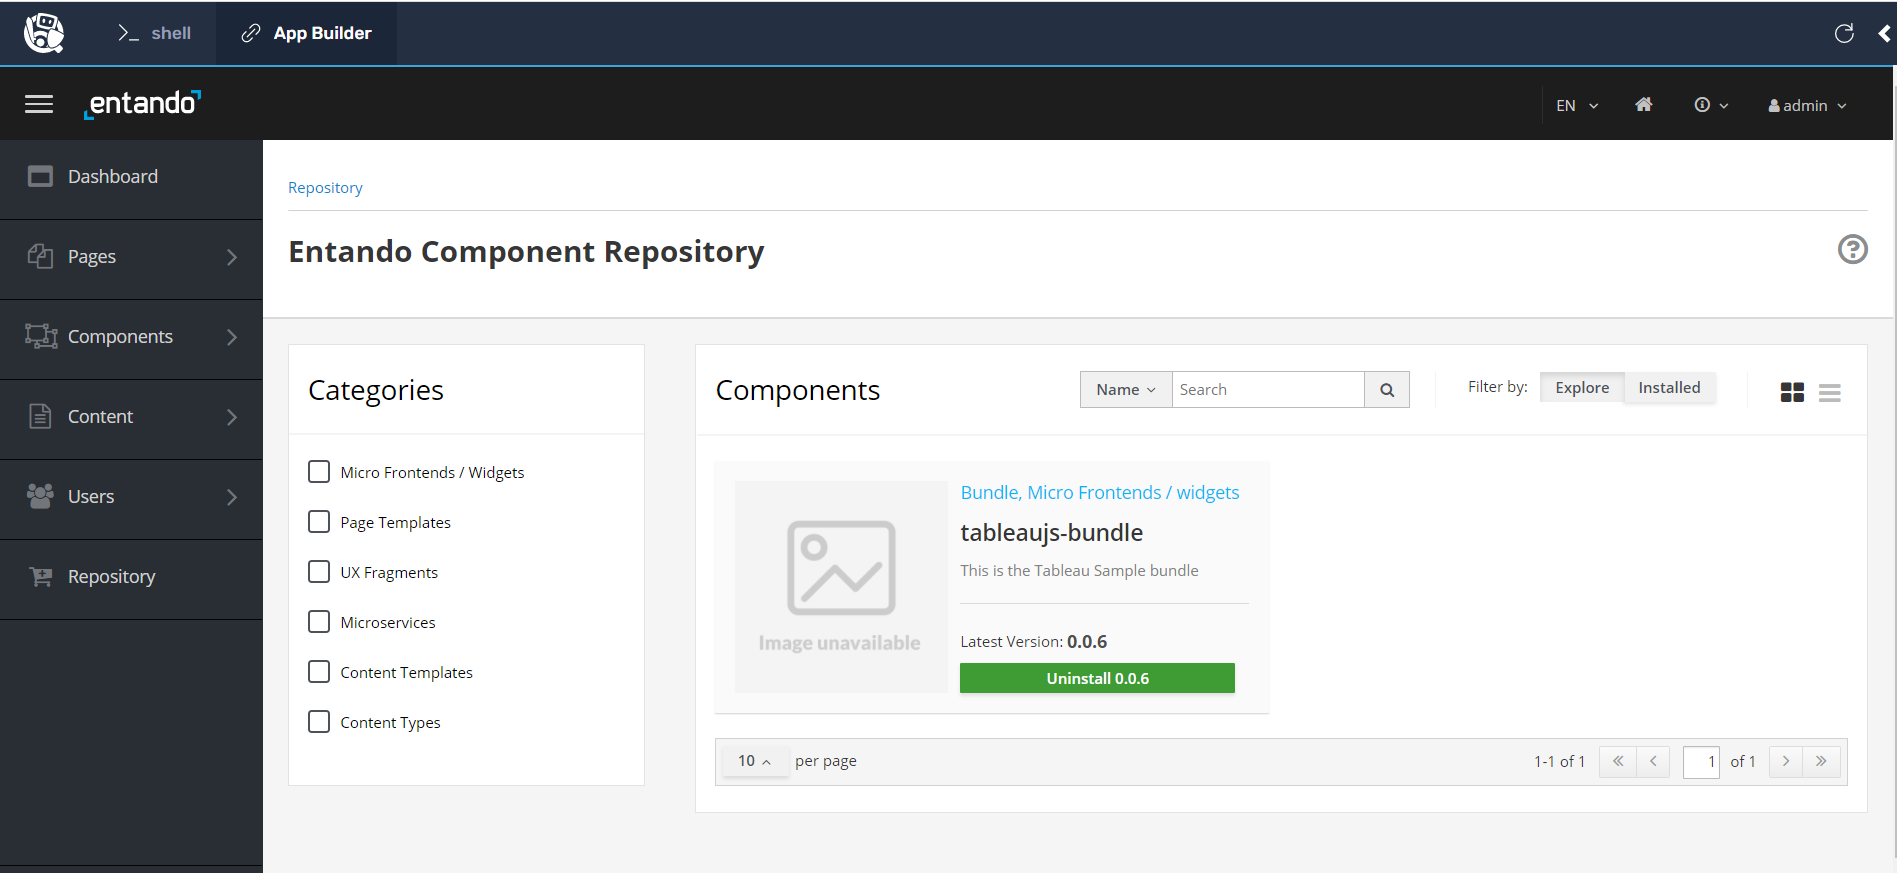 shell
App Builder
entando
EN
admin
Dashboard
Pages
Components
Content
Users
Repository
Repository
Entando Component Repository
Categories
Micro Frontends / Widgets
Page Templates
UX Fragments
Microservices
Content Templates
Content Types
Components
Name
Search
Filter by:
Explore
Installed
Image unavailable
Bundle, Micro Frontends / widgets
tableaujs-bundle
This is the Tableau Sample bundle
Latest Version: 0.0.6
Uninstall 0.0.6
10 per page
1-1 of 1
1 of 1